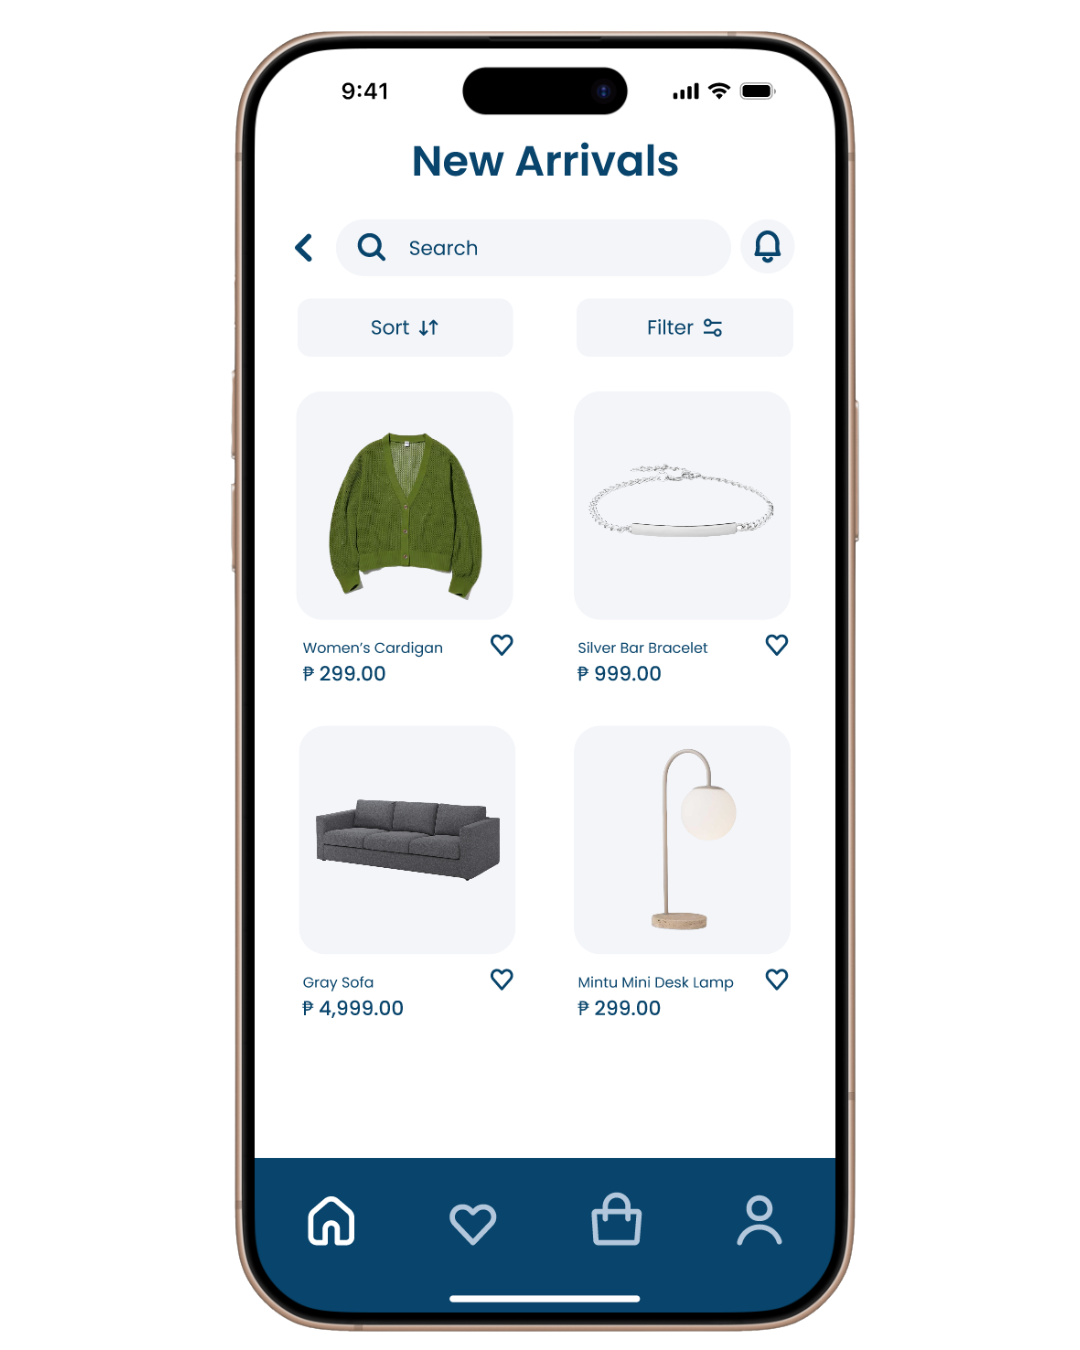 9:41
New Arrivals
Search
Sort
Filter
Women’s Cardigan
₱ 299.00
Silver Bar Bracelet
₱ 999.00
Gray Sofa
₱ 4,999.00
Mintu Mini Desk Lamp
₱ 299.00